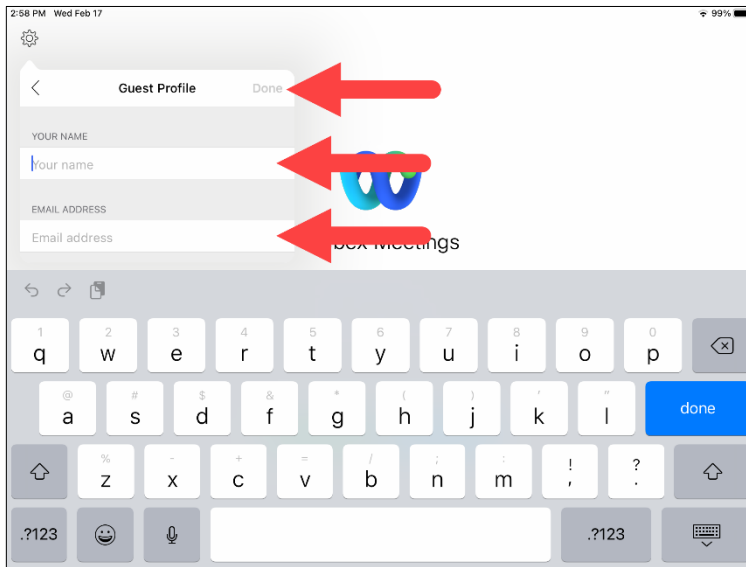 2:58 PM Wed Feb 17
99%
Guest Profile Done
YOUR NAME
Your name
EMAIL ADDRESS
Email address
Meetings
1 2 3 4 5 6 7 8 9 0
q w e r t y u i o p
@ # $ & * ( ) ' "
a s d f g h j k l done
% - + = / ; : ! ?
z x c v b n m , .
.?123 .?123